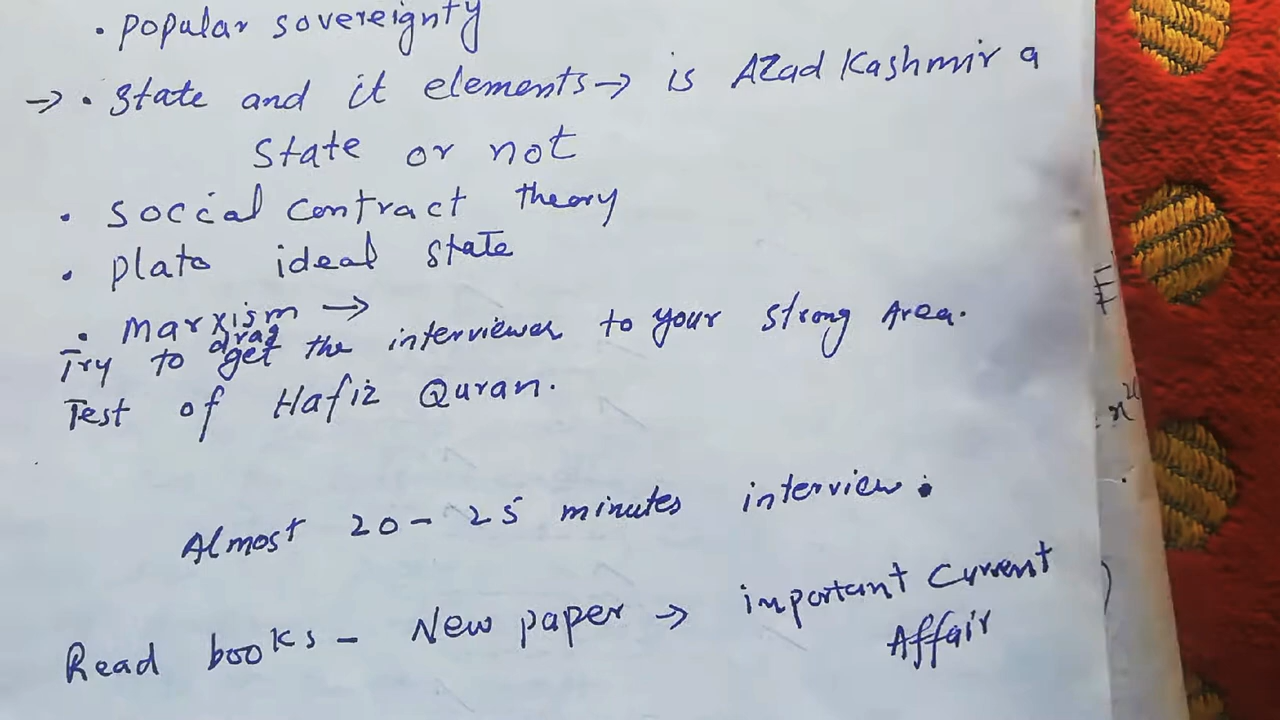 • popular sovereignty
→ • State and it elements → is Azad Kashmir a
State or not
• social contract theory
• plato ideal state
• Marxism →
drag
Try to get the interviewer to your strong Area.
Test of Hafiz Quran.
Almost 20 - 25 minutes interview.
Read books - New paper → important Current
Affair